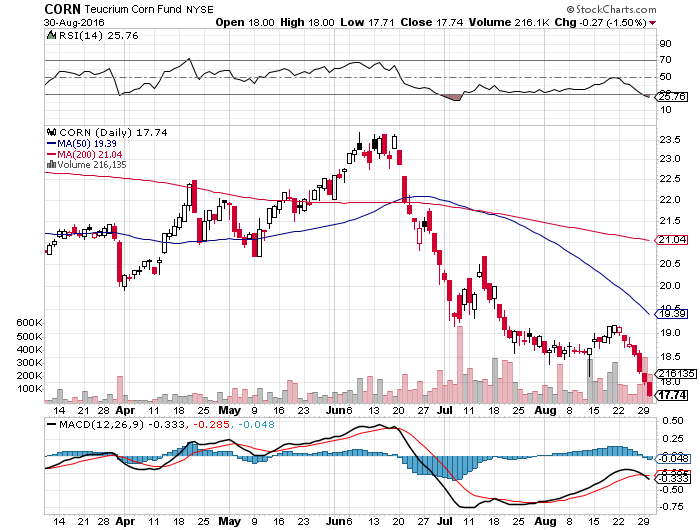 CORN Teucrium Corn Fund NYSE © StockCharts.com
30-Aug-2016 Open 18.00 High 18.00 Low 17.71 Close 17.74 Volume 216.1K Chg -0.27 (-1.50%)
RSI(14) 25.76
90
70
50
30
25.76
10
CORN (Daily) 17.74
MA(50) 19.39
MA(200) 21.04
Volume 216,135
23.5
23.0
22.5
22.0
21.5
21.04
20.5
20.0
19.39
19.0
18.5
216135
18.0
17.74
600K
500K
400K
300K
200K
100K
14 21 Apr 11 18 25 May 9 16 23 Jun 6 13 20 27 Jul 11 18 25 Aug 8 15 22 29
MACD(12,26,9) -0.333, -0.285, -0.048
0.50
0.25
-0.048
-0.333
-0.50
-0.75
14 21 Apr 11 18 25 May 9 16 23 Jun 6 13 20 27 Jul 11 18 25 Aug 8 15 22 29